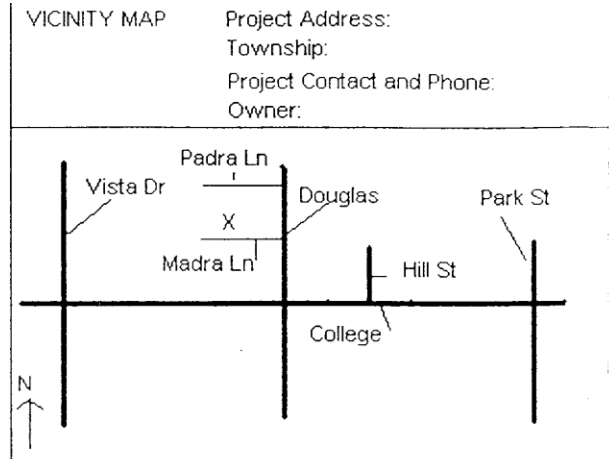 VICINITY MAP
Project Address:
Township:
Project Contact and Phone:
Owner:
Padra Ln
Vista Dr
Douglas
Park St
X
Madra Ln
Hill St
College
N